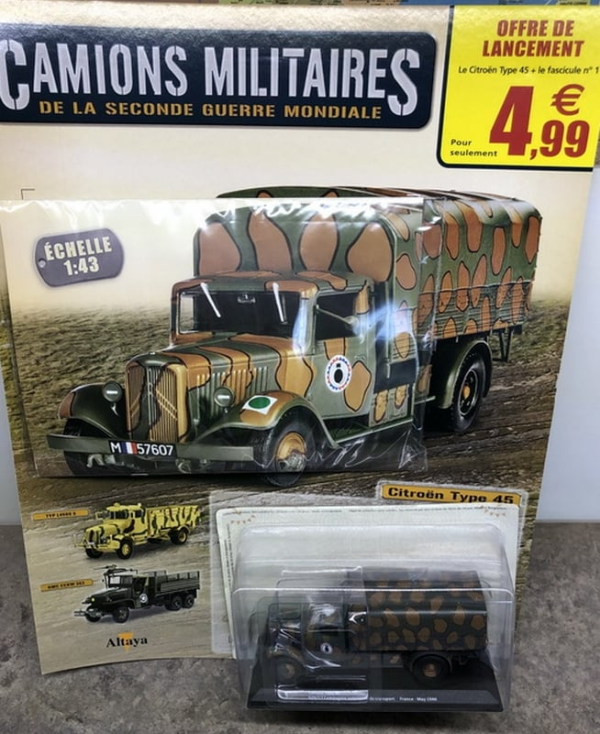 CAMIONS MILITAIRES
DE LA SECONDE GUERRE MONDIALE
OFFRE DE
LANCEMENT
Le Citroën Type 45 + le fascicule n° 1
Pour
seulement
4,99 €
ÉCHELLE
1:43
M 57607
Citroën Type 45
Altaya
France - May 1940